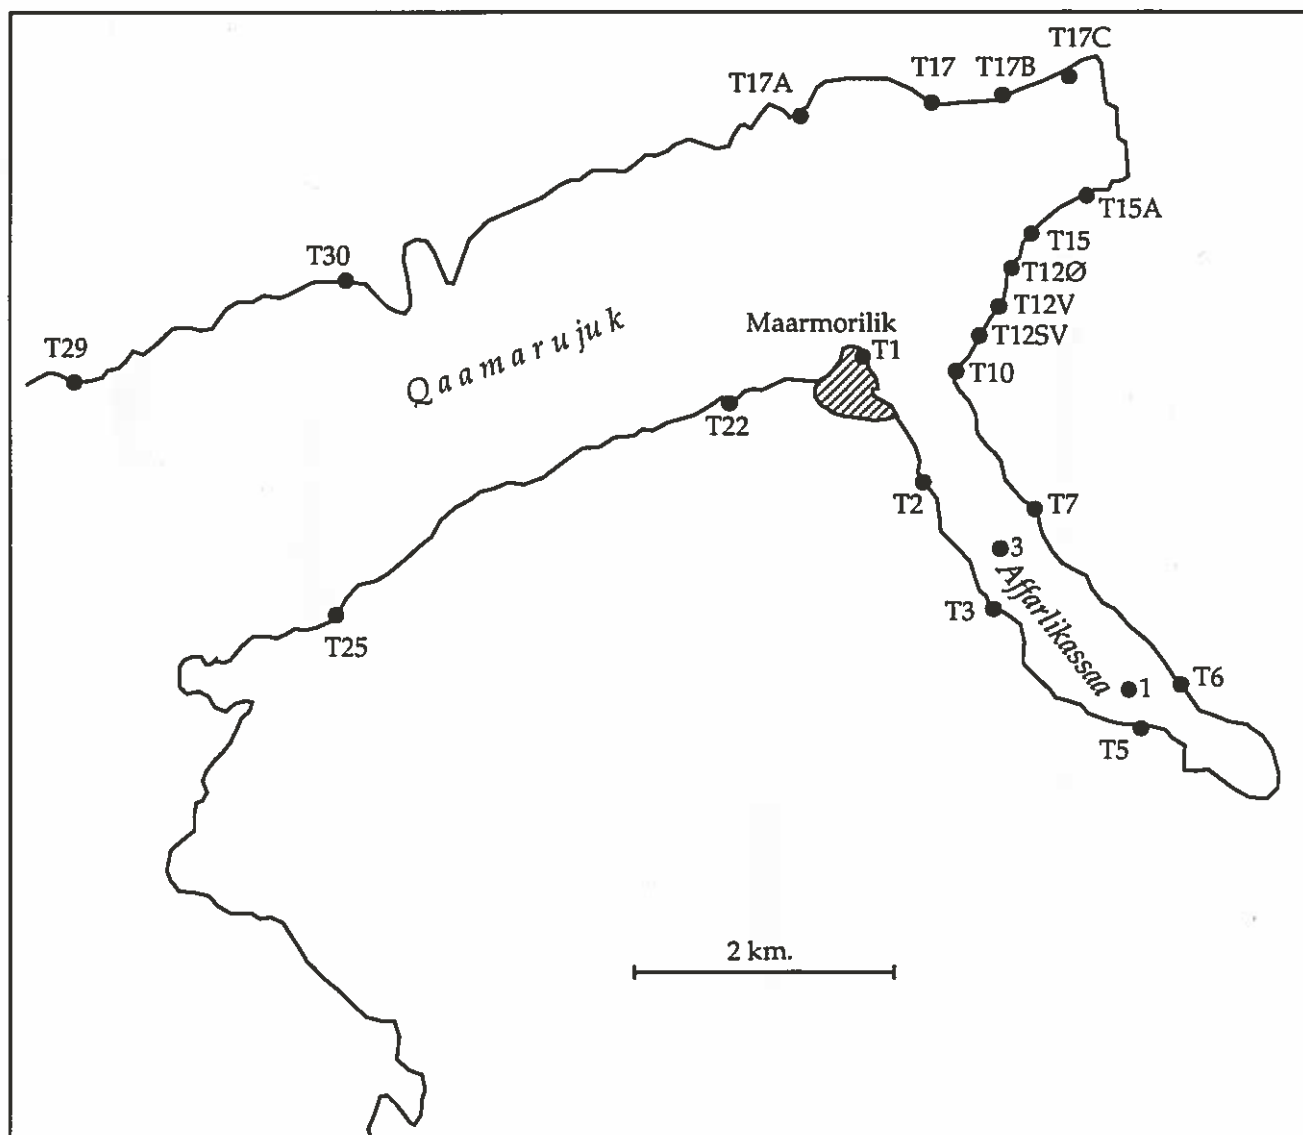 T17C
T17
T17B
T17A
T15A
T15
T12Ø
T12V
T12SV
T10
T30
T29
Qaamarujuk
Maarmorilik
T1
T22
T2
T7
3
Affarlikassaa
T3
T25
1
T6
T5
2 km.